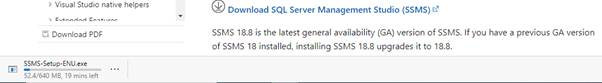 Visual Studio native helpers
Extended Features
Download PDF
Download SQL Server Management Studio (SSMS)
SSMS 18.8 is the latest general availability (GA) version of SSMS. If you have a previous GA version
of SSMS 18 installed, installing SSMS 18.8 upgrades it to 18.8.
SSMS-Setup-ENU.exe
52.4/640 MB, 19 mins left